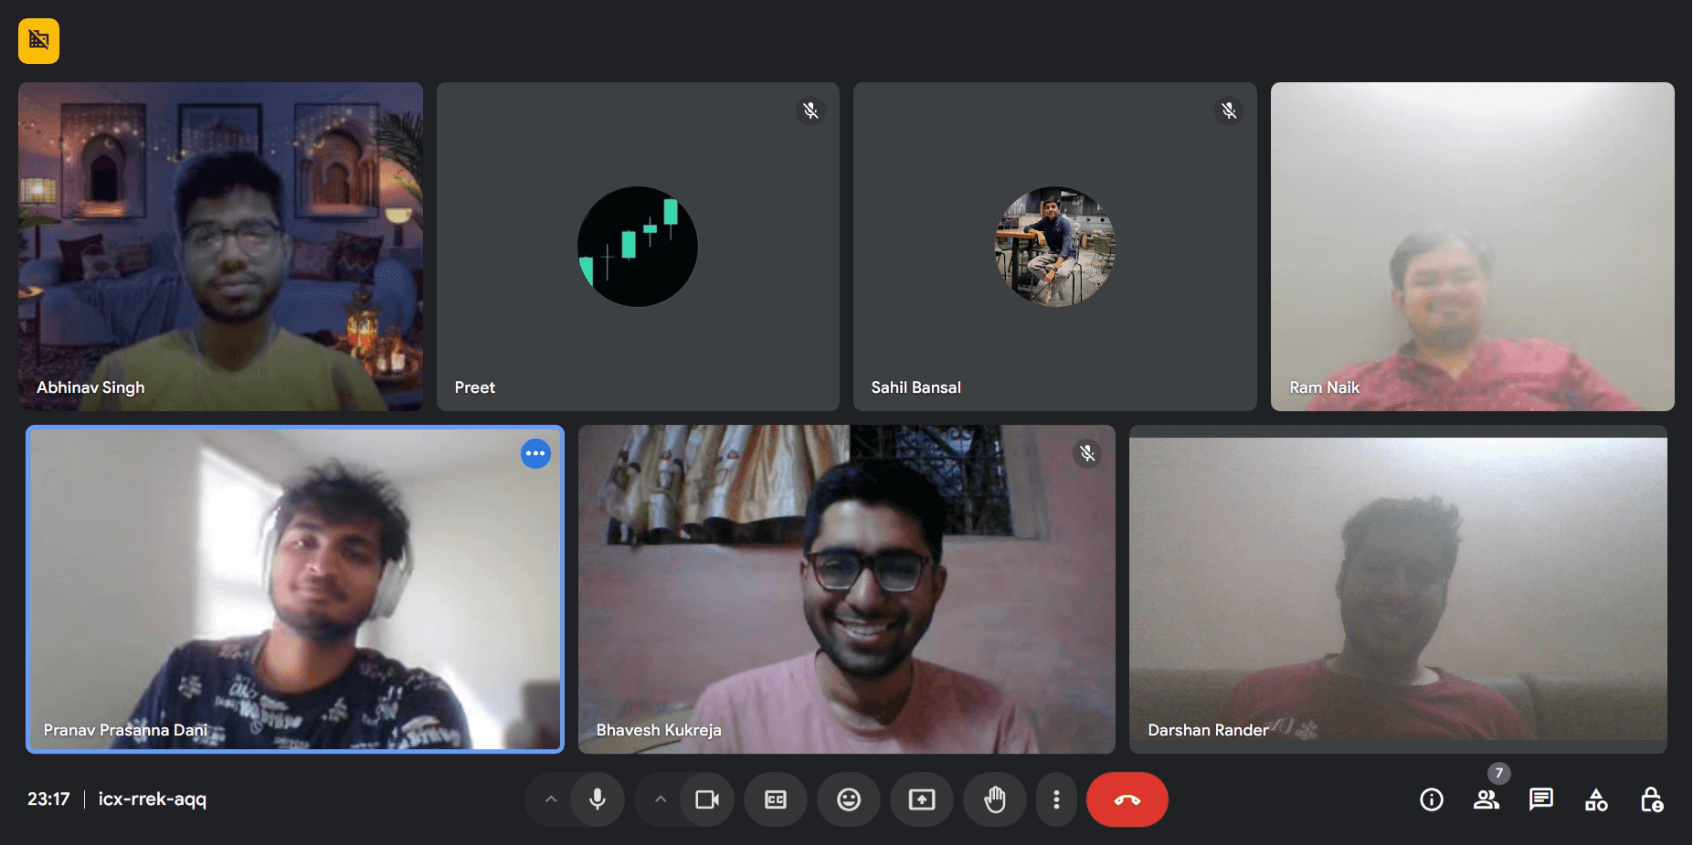 Abhinav Singh
Preet
Sahil Bansal
Ram Naik
Pranav Prasanna Dani
Bhavesh Kukreja
Darshan Rander
7
23:17 | icx-rrek-aqq
CC